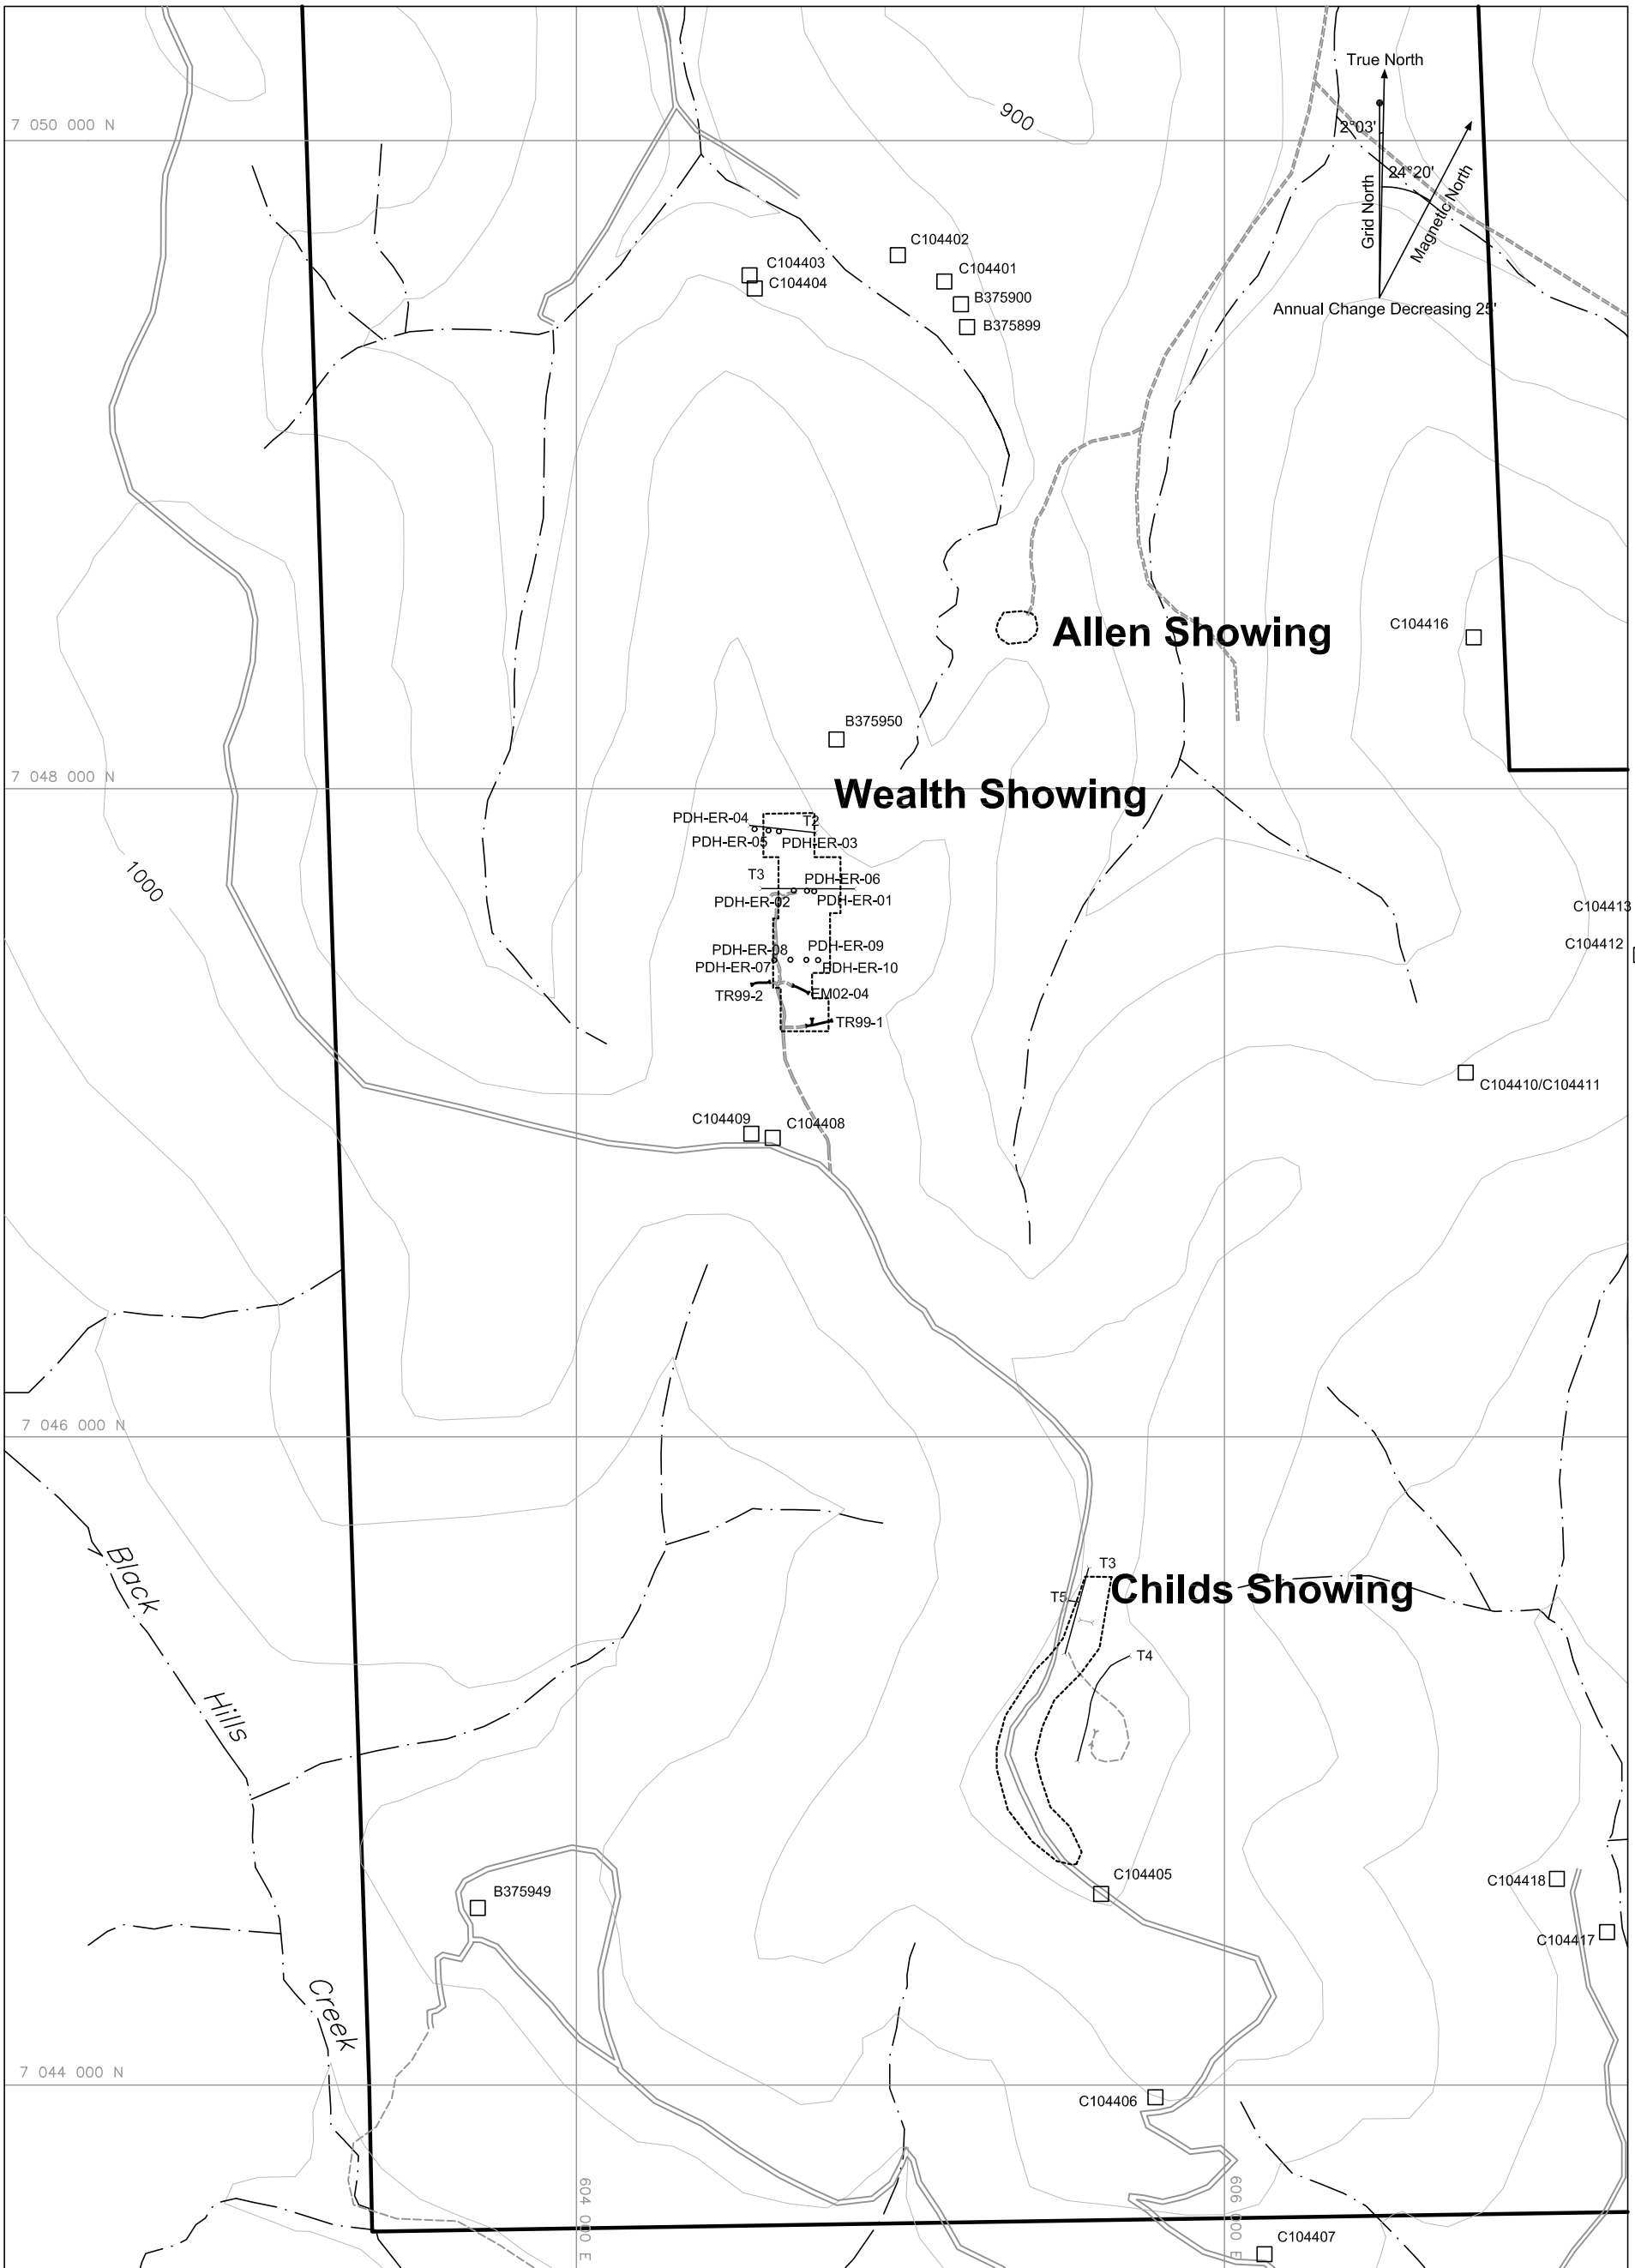 True North
900
7 050 000 N
2°03'
24°20'
Grid North
Magnetic North
C104402
C104403
C104401
C104404
B375900
Annual Change Decreasing 25'
B375899
Allen Showing
C104416
B375950
7 048 000 N
Wealth Showing
PDH-ER-04
T2
PDH-ER-05
PDH-ER-03
1000
T3
PDH-ER-06
PDH-ER-02
PDH-ER-01
C104413
C104412
PDH-ER-08
PDH-ER-09
PDH-ER-07
PDH-ER-10
TR99-2
EM02-04
TR99-1
C104410/C104411
C104409
C104408
7 046 000 N
Black
T3
Childs Showing
T5
T4
Hills
C104405
C104418
B375949
C104417
Creek
7 044 000 N
C104406
604 000 E
606 000 E
C104407